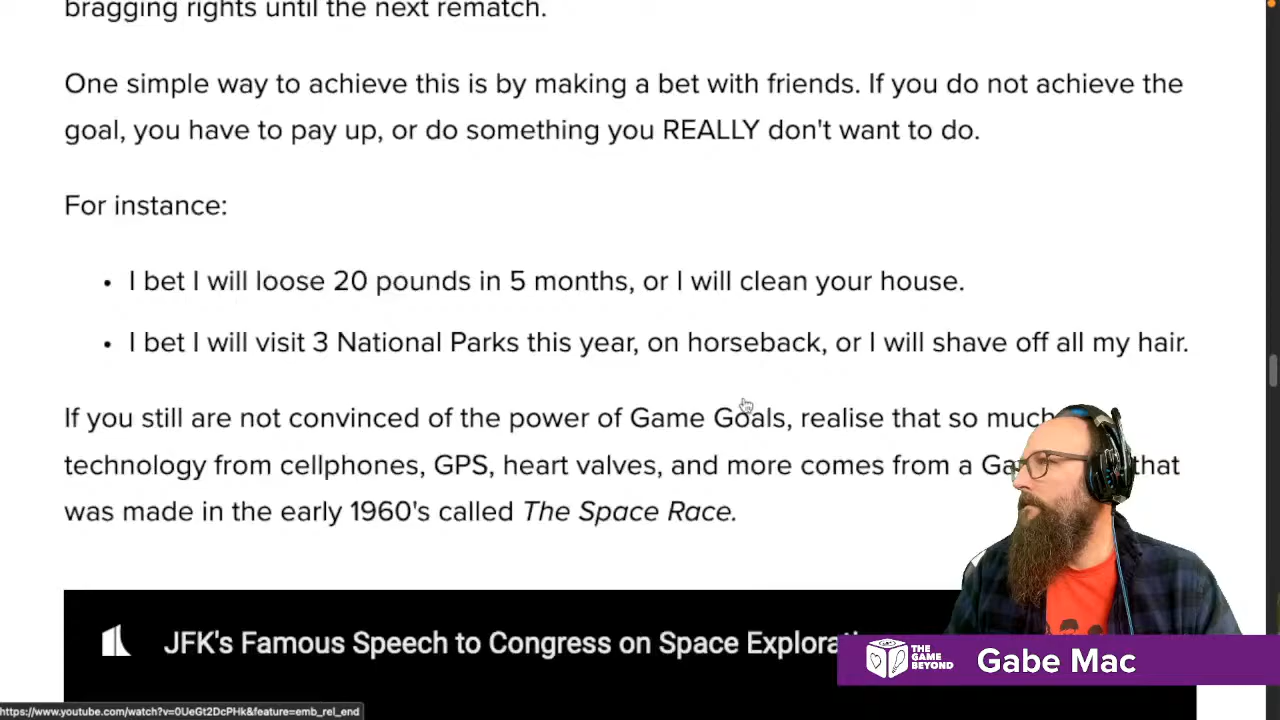 bragging rights until the next rematch.
One simple way to achieve this is by making a bet with friends. If you do not achieve the
goal, you have to pay up, or do something you REALLY don't want to do.
For instance:
• I bet I will loose 20 pounds in 5 months, or I will clean your house.
• I bet I will visit 3 National Parks this year, on horseback, or I will shave off all my hair.
If you still are not convinced of the power of Game Goals, realise that so much
technology from cellphones, GPS, heart valves, and more comes from a Ga that
was made in the early 1960's called The Space Race.
JFK's Famous Speech to Congress on Space Explorati
THE
GAME
BEYOND
Gabe Mac
https://www.youtube.com/watch?v=0UeGt2DcPHk&feature=emb_rel_end